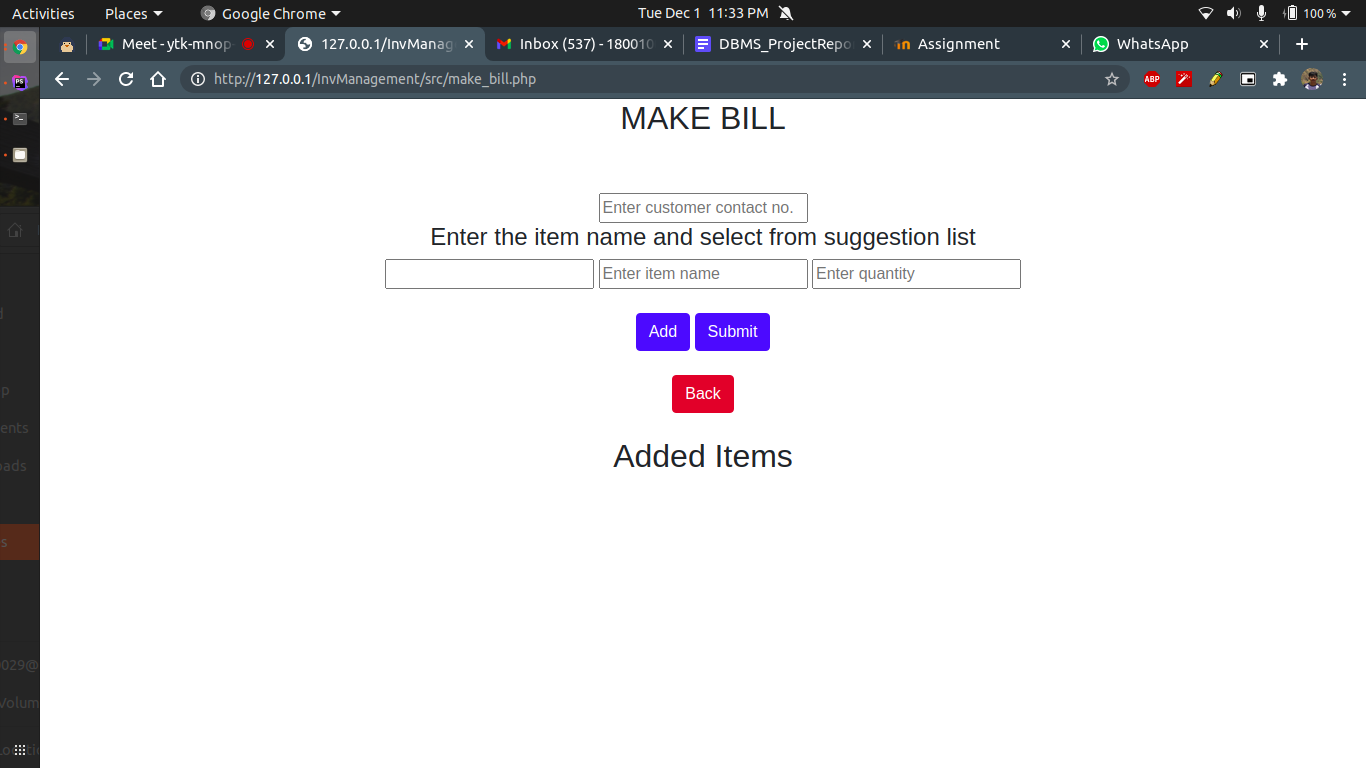 Activities Places Google Chrome Tue Dec 1 11:33 PM 100 %
Meet - ytk-mnop- 127.0.0.1/InvManag Inbox (537) - 180010 DBMS_ProjectRepo Assignment WhatsApp
http://127.0.0.1/InvManagement/src/make_bill.php ABP
PS
MAKE BILL
Enter customer contact no.
Enter the item name and select from suggestion list
Enter item name Enter quantity
Add Submit
Back
Added Items
d
p
ents
oads
s
0029@
Volum